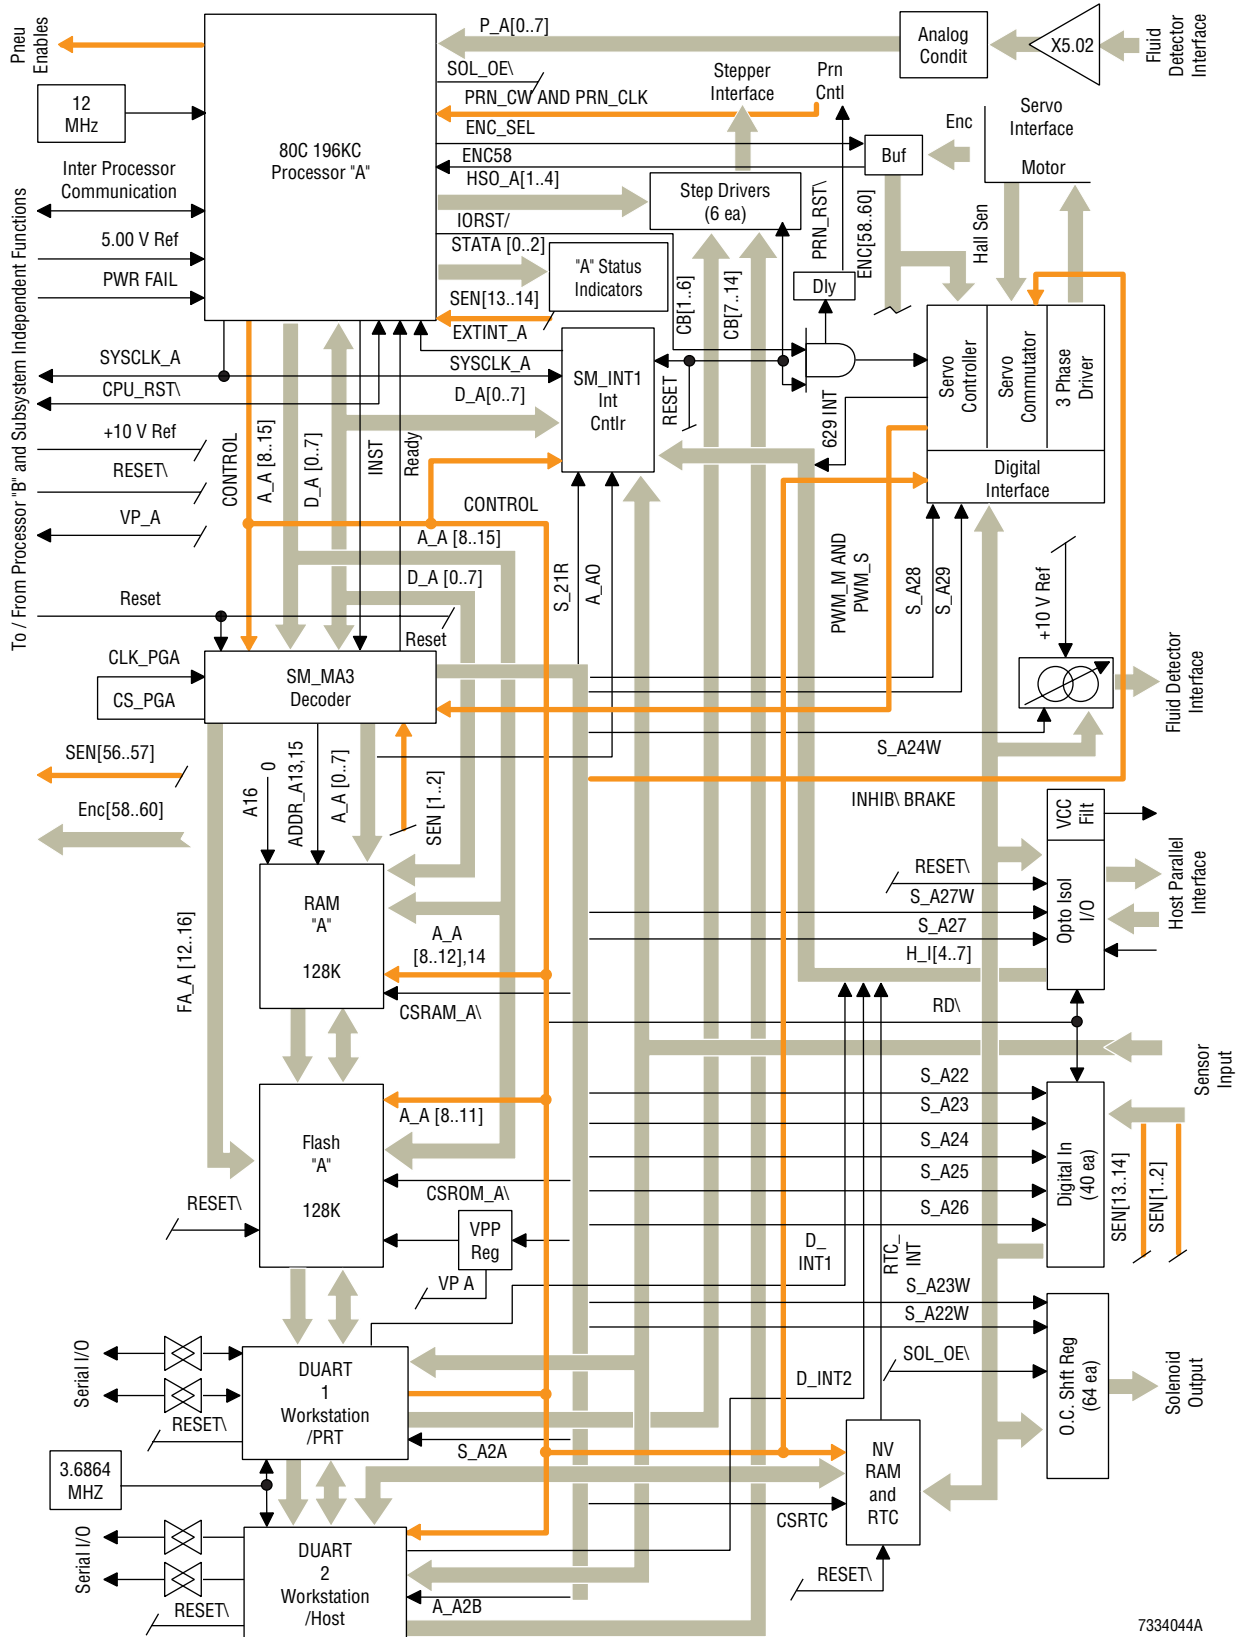 Pneu
Enables
P_A[0..7]
Analog
Condit
X5.02
Fluid
Detector
Interface
12
MHz
80C 196KC
Processor "A"
SOL_OE\
PRN_CW AND PRN_CLK
ENC_SEL
ENC58
HSO_A[1..4]
IORST/
STATA [0..2]
SEN[13..14]
EXTINT_A
SYSCLK_A
D_A[0..7]
Stepper
Interface
Prn
Cntl
Buf
Enc
Servo
Interface
Motor
Step Drivers
(6 ea)
PRN_RST\
ENC[58..60]
Hall Sen
"A" Status
Indicators
CB[1..6]
CB[7..14]
Dly
To / From Processor "B" and Subsystem Independent Functions
Inter Processor
Communication
5.00 V Ref
PWR FAIL
SYSCLK_A
CPU_RST\
+10 V Ref
RESET\
VP_A
Reset
CONTROL
A_A [8..15]
D_A [0..7]
INST
Ready
SM_INT1
Int
Cntlr
RESET
629 INT
Servo
Controller
Servo
Commutator
3 Phase
Driver
Digital
Interface
CONTROL
A_A [8..15]
D_A [0..7]
Reset
S_21R
A_AO
PWM_M AND
PWM_S
S_A28
S_A29
+10 V Ref
Fluid Detector
Interface
CLK_PGA
CS_PGA
SM_MA3
Decoder
SEN[56..57]
Enc[58..60]
A16
0
ADDR_A13,15
A_A [0..7]
SEN [1..2]
S_A24W
INHIB\ BRAKE
VCC
Filt
Opto Isol
I/O
Host Parallel
Interface
RESET\
S_A27W
S_A27
H_I[4..7]
RAM
"A"
128K
A_A
[8..12],14
CSRAM_A\
FA_A [12..16]
RD\
Sensor
Input
Flash
"A"
128K
A_A [8..11]
CSROM_A\
RESET\
VPP
Reg
VP A
S_A22
S_A23
S_A24
S_A25
S_A26
Digital In
(40 ea)
SEN[13..14]
SEN[1..2]
D_
INT1
RTC_
INT
S_A23W
S_A22W
SOL_OE\
O.C. Shft Reg
(64 ea)
Solenoid
Output
Serial I/O
DUART
1
Workstation
/PRT
RESET\
S_A2A
D_INT2
3.6864
MHZ
NV
RAM
and
RTC
CSRTC
RESET\
Serial I/O
DUART
2
Workstation
/Host
RESET\
A_A2B
7334044A